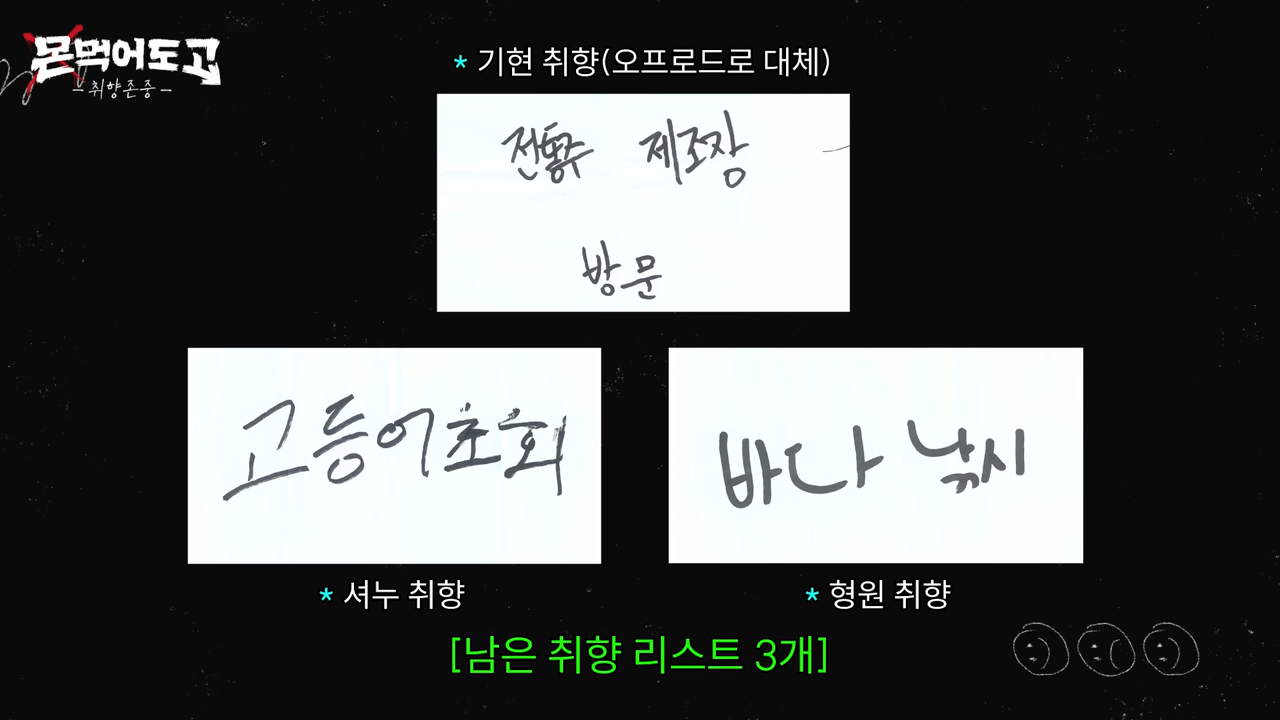 몬먹어도고
- 취향존중 -
* 기현 취향(오프로드로 대체)
전통주 제조장
방문
고등어초회
바다 낚시
* 셔누 취향
* 형원 취향
[남은 취향 리스트 3개]